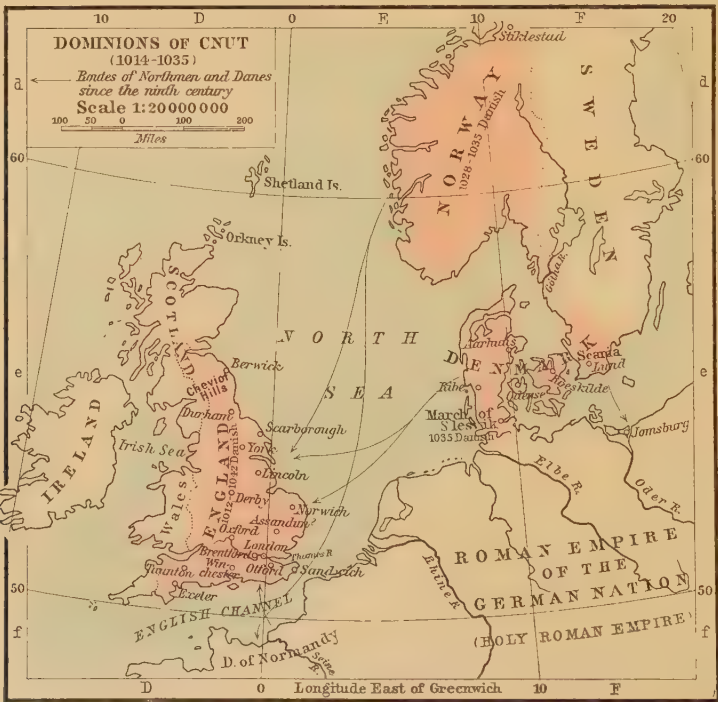 10 D 0 E 10 F 20
DOMINIONS OF CNUT
(1014-1035)
Routes of Northmen and Danes
since the ninth century
Scale 1:20000000
100 50 0 100 200
Miles
d
d
60
60
Stiklestad
NORWAY
1028-1035 Danish
SWEDEN
Shetland Is.
Orkney Is.
SCOTLAND
Götha R.
NORTH
SEA
e
e
DENMARK
Aarhus
Scania
Lund
Ribe
Odense
Roeskilde
March of
Slesvik
1035 Danish
Jomsburg
Berwick
Cheviot
Hills
Durham
Scarborough
York
Irish Sea
IRELAND
Lincoln
ENGLAND
1012-1042 Danish
Derby
Wales
Norwich
Assandun?
Oxford
London
Brentford
Thames R.
Win-
chester
Taunton
Otford
Sandwich
Exeter
Elbe R.
Oder R.
Rhine R.
ROMAN EMPIRE
OF THE
GERMAN NATION
(HOLY ROMAN EMPIRE)
50
50
ENGLISH CHANNEL
f
f
D. of Normandy
Seine
R.
D 0 Longitude East of Greenwich 10 F